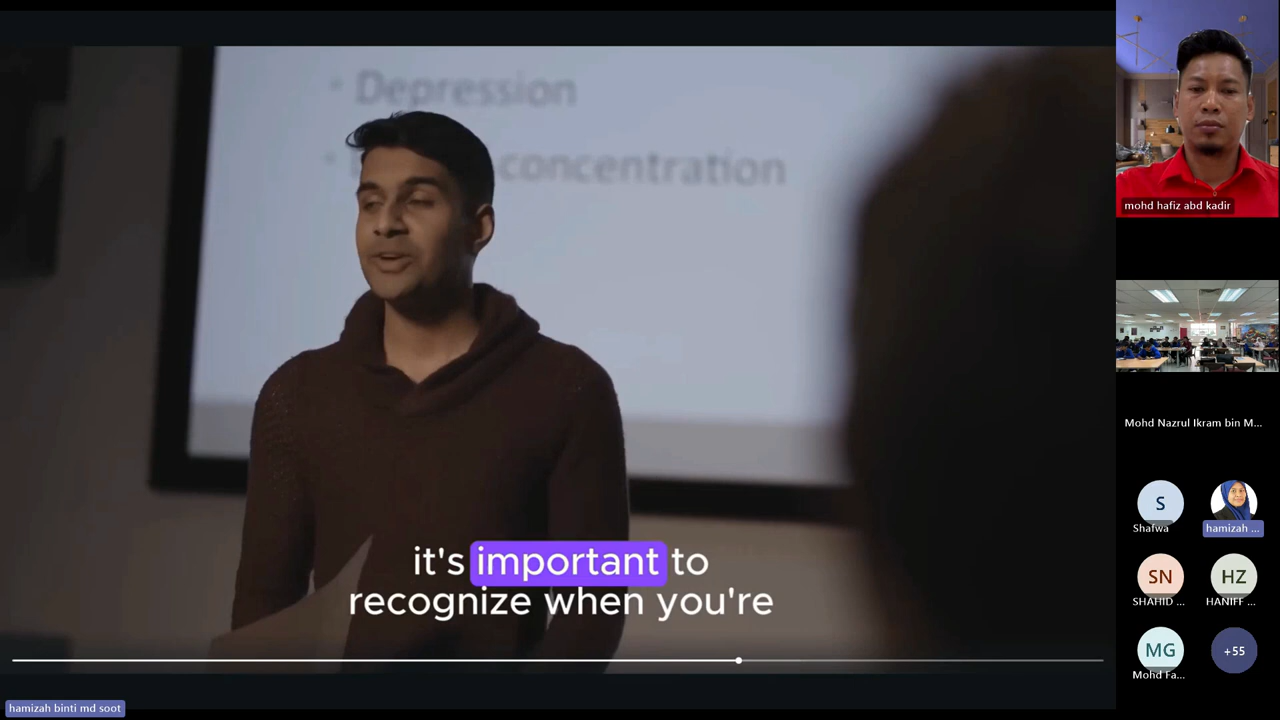 • Depression
concentration
it's important to
recognize when you're
hamizah binti md soot
mohd hafiz abd kadir
Mohd Nazrul Ikram bin M...
S
Shafwa
hamizah ...
SN
SHAHID ...
HZ
HANIFF ...
MG
Mohd Fa...
+55